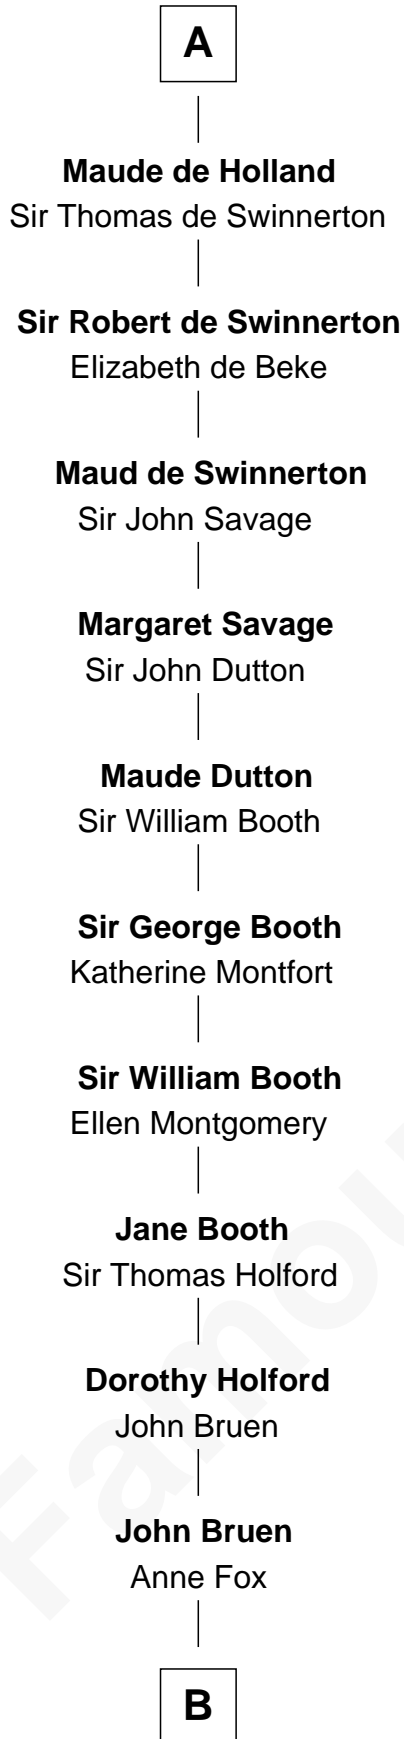 A
Maude de Holland
Sir Thomas de Swinnerton
Sir Robert de Swinnerton
Elizabeth de Beke
Maud de Swinnerton
Sir John Savage
Margaret Savage
Sir John Dutton
Maude Dutton
Sir William Booth
Sir George Booth
Katherine Montfort
Sir William Booth
Ellen Montgomery
Jane Booth
Sir Thomas Holford
Dorothy Holford
John Bruen
John Bruen
Anne Fox
B
Famou